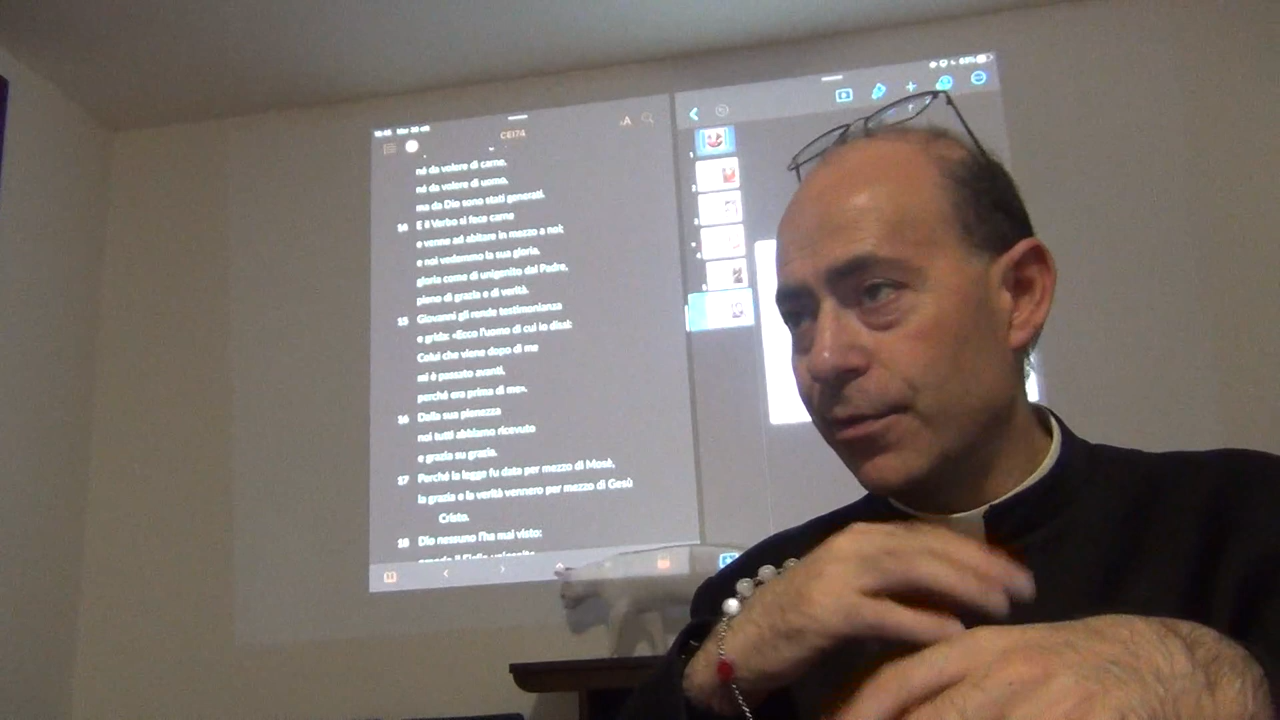 CEI74
né da volere di carne,
né da volere di uomo,
ma da Dio sono stati generati.
14 E il Verbo si fece carne
e venne ad abitare in mezzo a noi;
e noi vedemmo la sua gloria,
gloria come di unigenito dal Padre,
pieno di grazia e di verità.
15 Giovanni gli rende testimonianza
e grida: «Ecco l'uomo di cui io dissi:
Colui che viene dopo di me
mi è passato avanti,
perché era prima di me».
16 Dalla sua pienezza
noi tutti abbiamo ricevuto
e grazia su grazia.
17 Perché la legge fu data per mezzo di Mosè,
la grazia e la verità vennero per mezzo di Gesù
Cristo.
18 Dio nessuno l'ha mai visto: